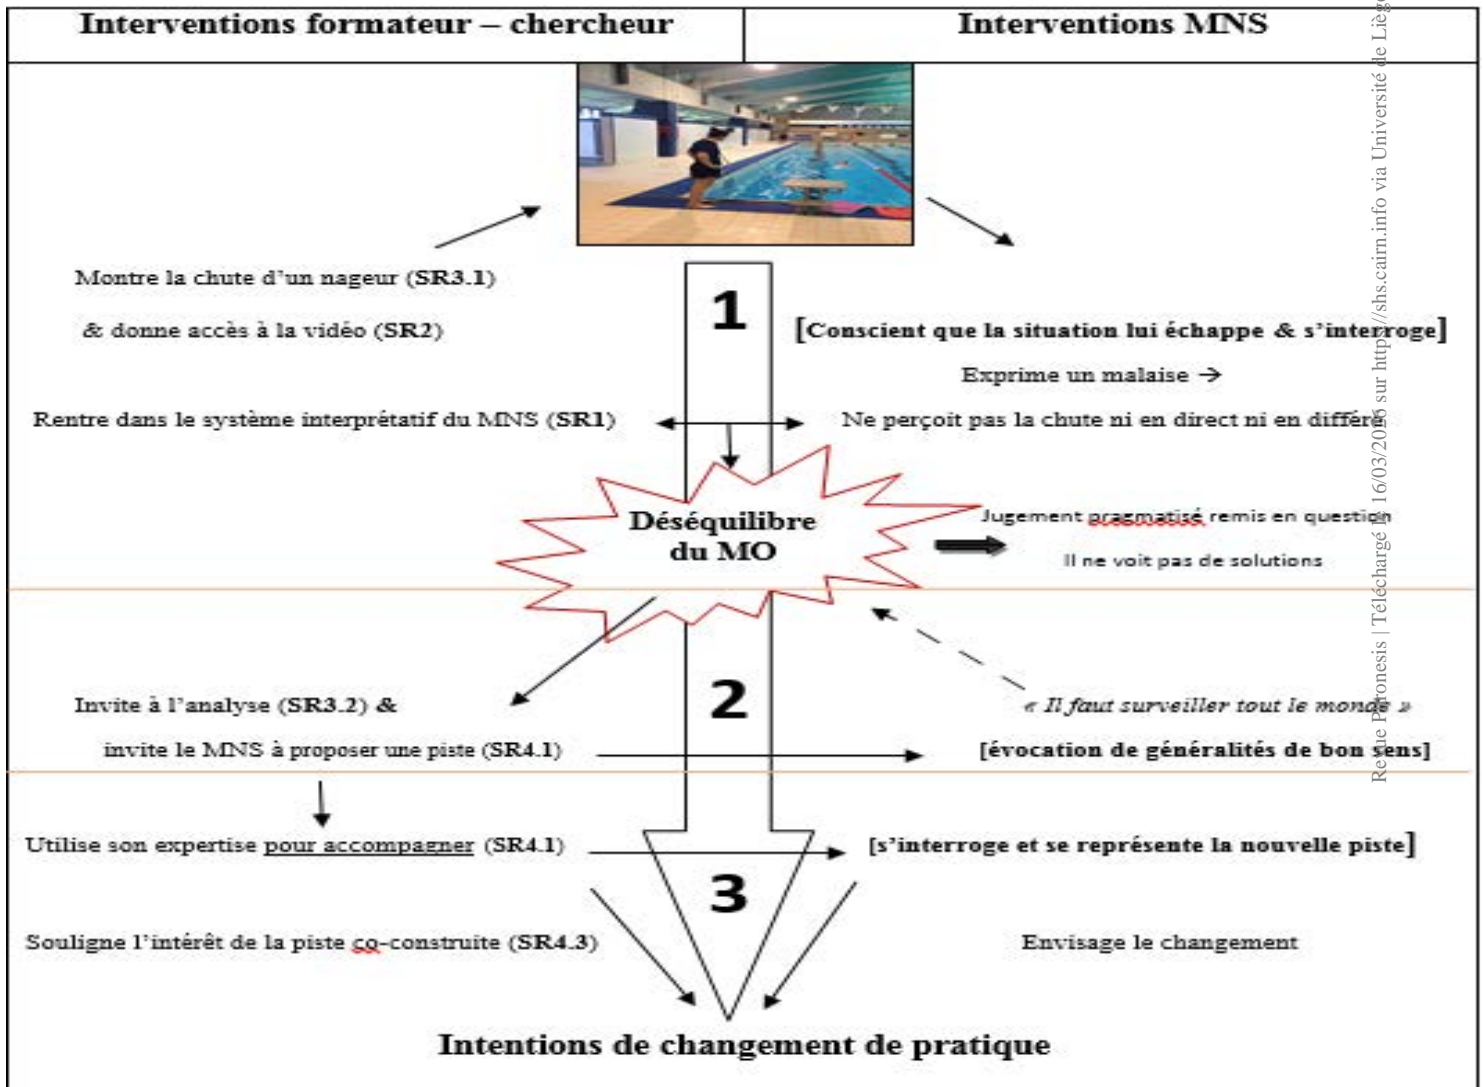 Interventions formateur – chercheur
Interventions MNS
Montre la chute d'un nageur (SR3.1)
& donne accès à la vidéo (SR2)
1
[Conscient que la situation lui échappe & s'interroge]
Exprime un malaise →
Rentre dans le système interprétatif du MNS (SR1)
Ne perçoit pas la chute ni en direct ni en différé
Déséquilibre
du MO
Jugement pragmatisé remis en question
Il ne voit pas de solutions
2
Invite à l'analyse (SR3.2) &
invite le MNS à proposer une piste (SR4.1)
« Il faut surveiller tout le monde »
[évocation de généralités de bon sens]
3
Utilise son expertise pour accompagner (SR4.1)
[s'interroge et se représente la nouvelle piste]
Souligne l'intérêt de la piste co-construite (SR4.3)
Envisage le changement
Intentions de changement de pratique
Revue | Téléchargé le 16/03/20 sur https://shs.cairn.info via Université de Liège